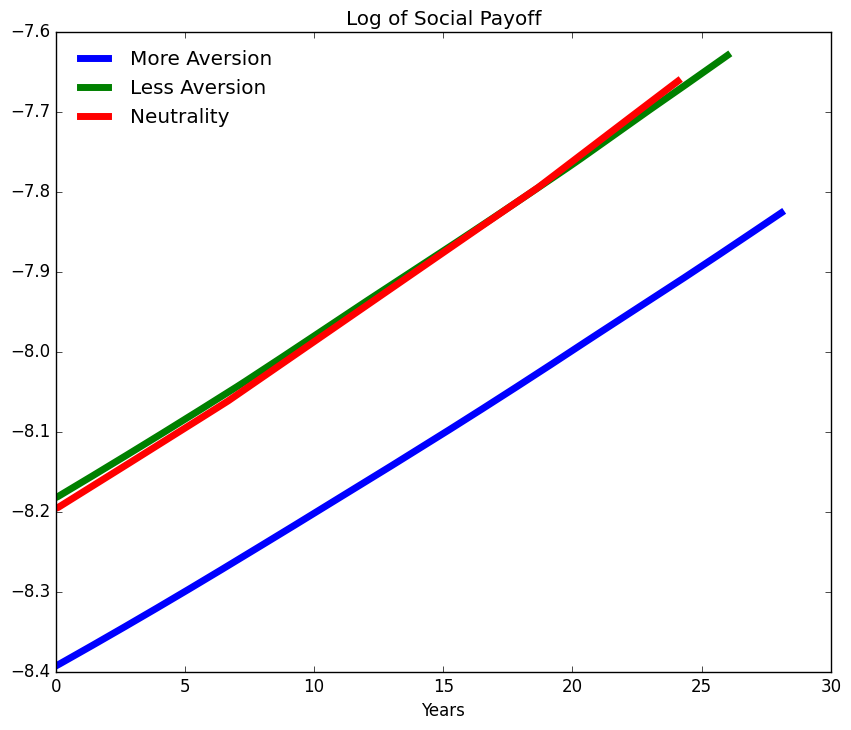 Log of Social Payoff
−7.6
−7.7
−7.8
−7.9
−8.0
−8.1
−8.2
−8.3
−8.4
More Aversion
Less Aversion
Neutrality
0 5 10 15 20 25 30
Years